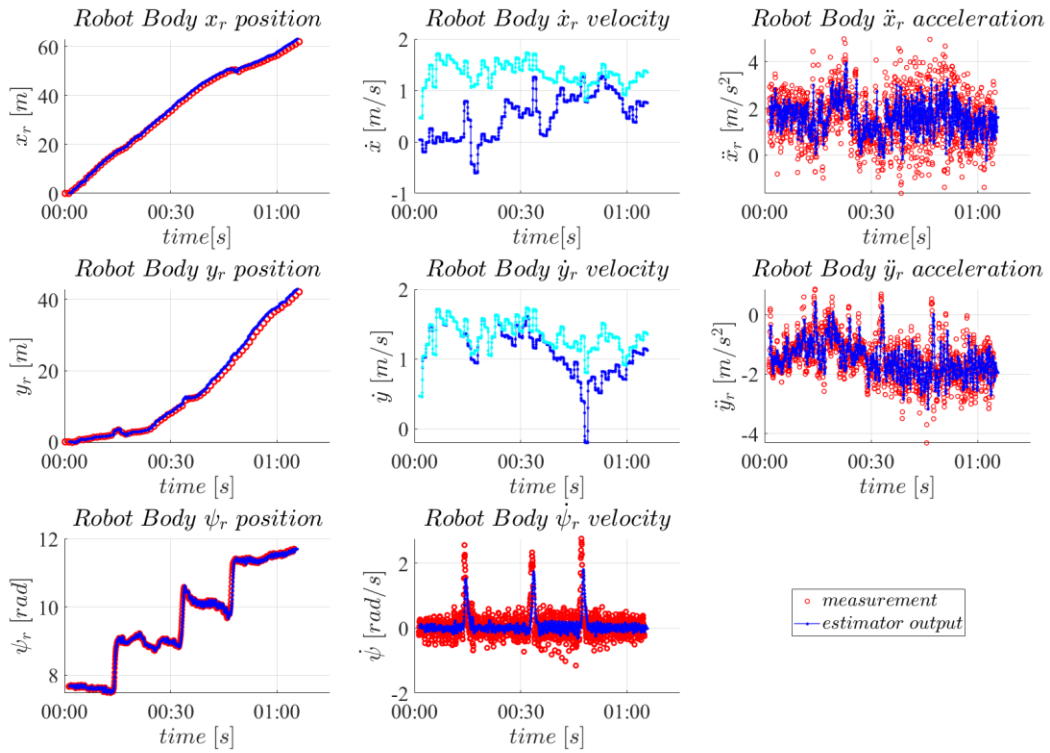 Robot Body x_r position
Robot Body ẋ_r velocity
Robot Body ẍ_r acceleration
x_r [m]
60
40
20
0
00:00 00:30 01:00
time[s]
ẋ [m/s]
2
1
0
-1
00:00 00:30 01:00
time[s]
ẍ_r [m/s²]
4
2
0
00:00 00:30 01:00
time[s]
Robot Body y_r position
Robot Body ẏ_r velocity
Robot Body ÿ_r acceleration
y_r [m]
40
20
0
00:00 00:30 01:00
time [s]
ẏ [m/s]
2
1
0
00:00 00:30 01:00
time [s]
ÿ_r [m/s²]
0
-2
-4
00:00 00:30 01:00
time [s]
Robot Body ψ_r position
Robot Body ψ̇_r velocity
ψ_r [rad]
12
10
8
00:00 00:30 01:00
time [s]
ψ̇ [rad/s]
2
0
-2
00:00 00:30 01:00
time [s]
measurement
estimator output